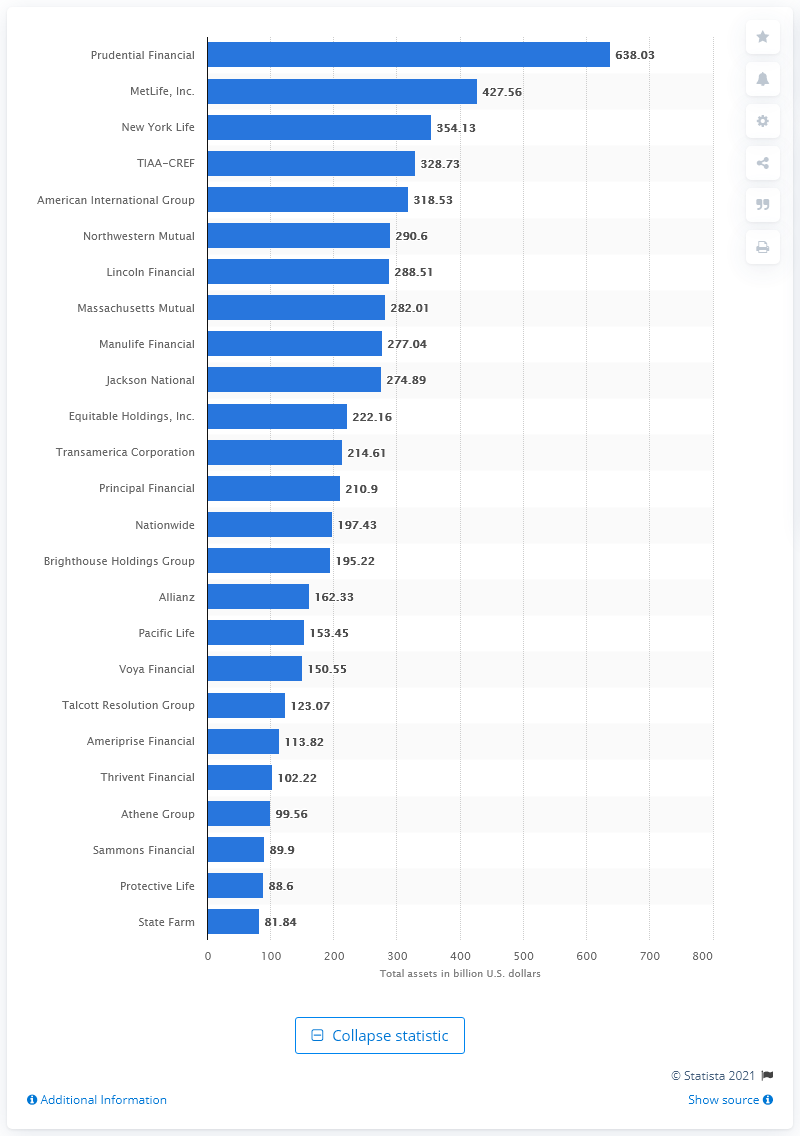 Prudential Financial 638.03
MetLife, Inc. 427.56
New York Life 354.13
TIAA-CREF 328.73
American International Group 318.53
Northwestern Mutual 290.6
Lincoln Financial 288.51
Massachusetts Mutual 282.01
Manulife Financial 277.04
Jackson National 274.89
Equitable Holdings, Inc. 222.16
Transamerica Corporation 214.61
Principal Financial 210.9
Nationwide 197.43
Brighthouse Holdings Group 195.22
Allianz 162.33
Pacific Life 153.45
Voya Financial 150.55
Talcott Resolution Group 123.07
Ameriprise Financial 113.82
Thrivent Financial 102.22
Athene Group 99.56
Sammons Financial 89.9
Protective Life 88.6
State Farm 81.84
0 100 200 300 400 500 600 700 800
Total assets in billion U.S. dollars
Collapse statistic
© Statista 2021
Additional Information Show source